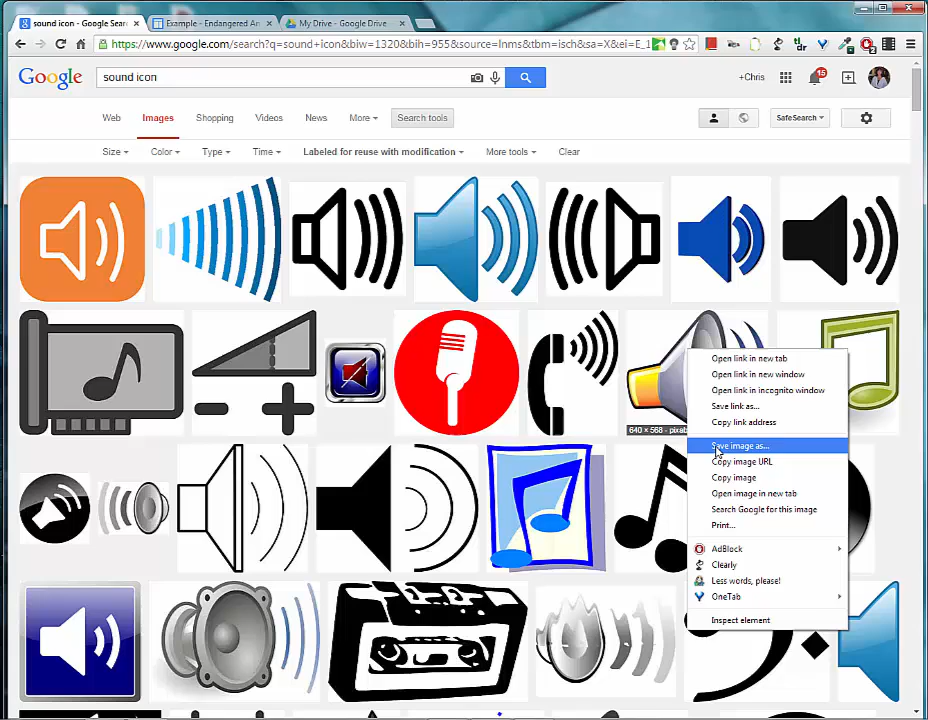 sound icon - Google Sear
Example - Endangered An
My Drive - Google Drive
https://www.google.com/search?q=sound+icon&biw=1320&bih=955&source=lnms&tbm=isch&sa=X&ei=E_1
Google
sound icon
+Chris
15
Web
Images
Shopping
Videos
News
More
Search tools
SafeSearch
Size
Color
Type
Time
Labeled for reuse with modification
More tools
Clear
640 × 568 - pixab
Open link in new tab
Open link in new window
Open link in incognito window
Save link as...
Copy link address
Save image as...
Copy image URL
Copy image
Open image in new tab
Search Google for this image
Print...
AdBlock
Clearly
Less words, please!
OneTab
Inspect element